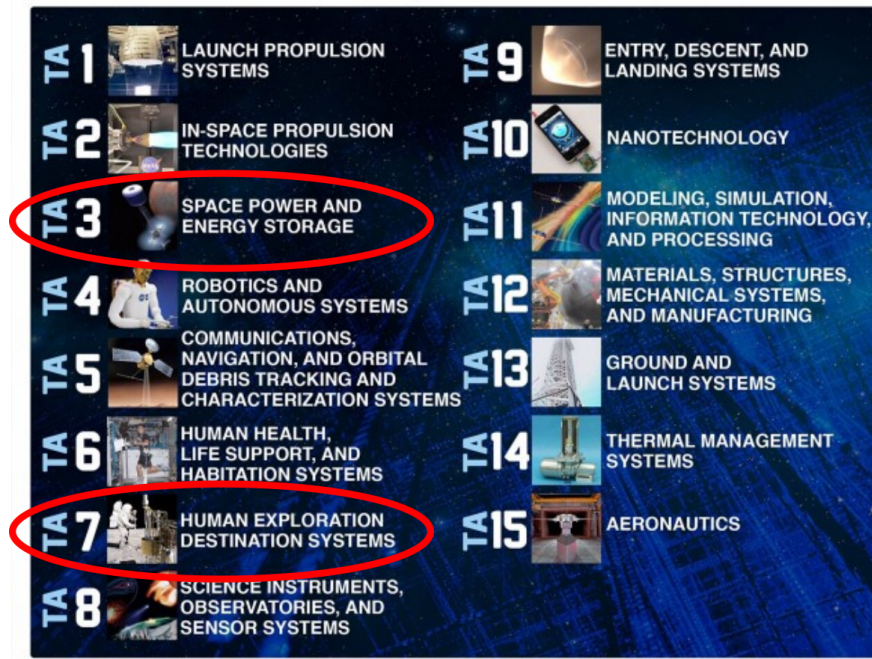 TA 1 LAUNCH PROPULSION
SYSTEMS
TA 2 IN-SPACE PROPULSION
TECHNOLOGIES
TA 3 SPACE POWER AND
ENERGY STORAGE
TA 4 ROBOTICS AND
AUTONOMOUS SYSTEMS
TA 5 COMMUNICATIONS,
NAVIGATION, AND ORBITAL
DEBRIS TRACKING AND
CHARACTERIZATION SYSTEMS
TA 6 HUMAN HEALTH,
LIFE SUPPORT, AND
HABITATION SYSTEMS
TA 7 HUMAN EXPLORATION
DESTINATION SYSTEMS
TA 8 SCIENCE INSTRUMENTS,
OBSERVATORIES, AND
SENSOR SYSTEMS
TA 9 ENTRY, DESCENT, AND
LANDING SYSTEMS
TA 10 NANOTECHNOLOGY
TA 11 MODELING, SIMULATION,
INFORMATION TECHNOLOGY,
AND PROCESSING
TA 12 MATERIALS, STRUCTURES,
MECHANICAL SYSTEMS,
AND MANUFACTURING
TA 13 GROUND AND
LAUNCH SYSTEMS
TA 14 THERMAL MANAGEMENT
SYSTEMS
TA 15 AERONAUTICS